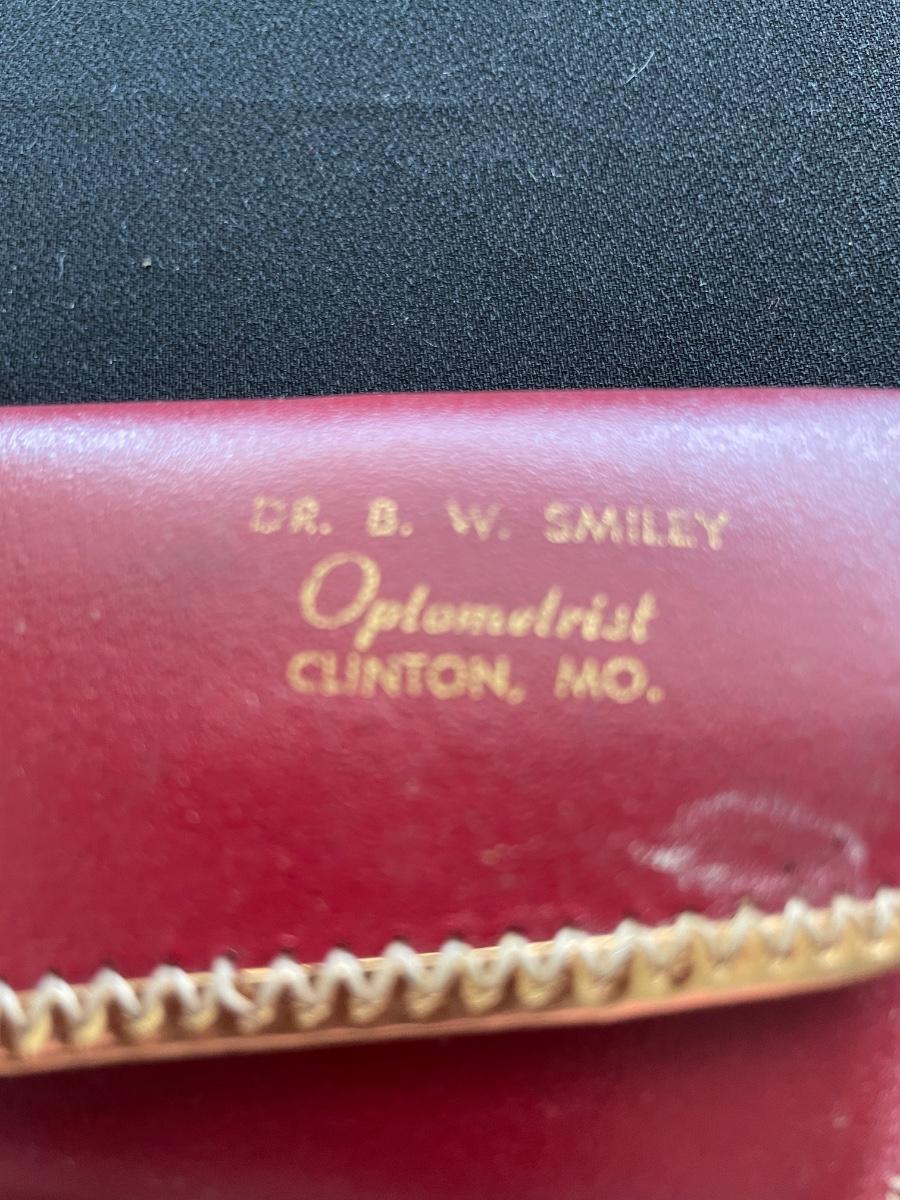 DR. B. W. SMILEY
Optometrist
CLINTON, MO.